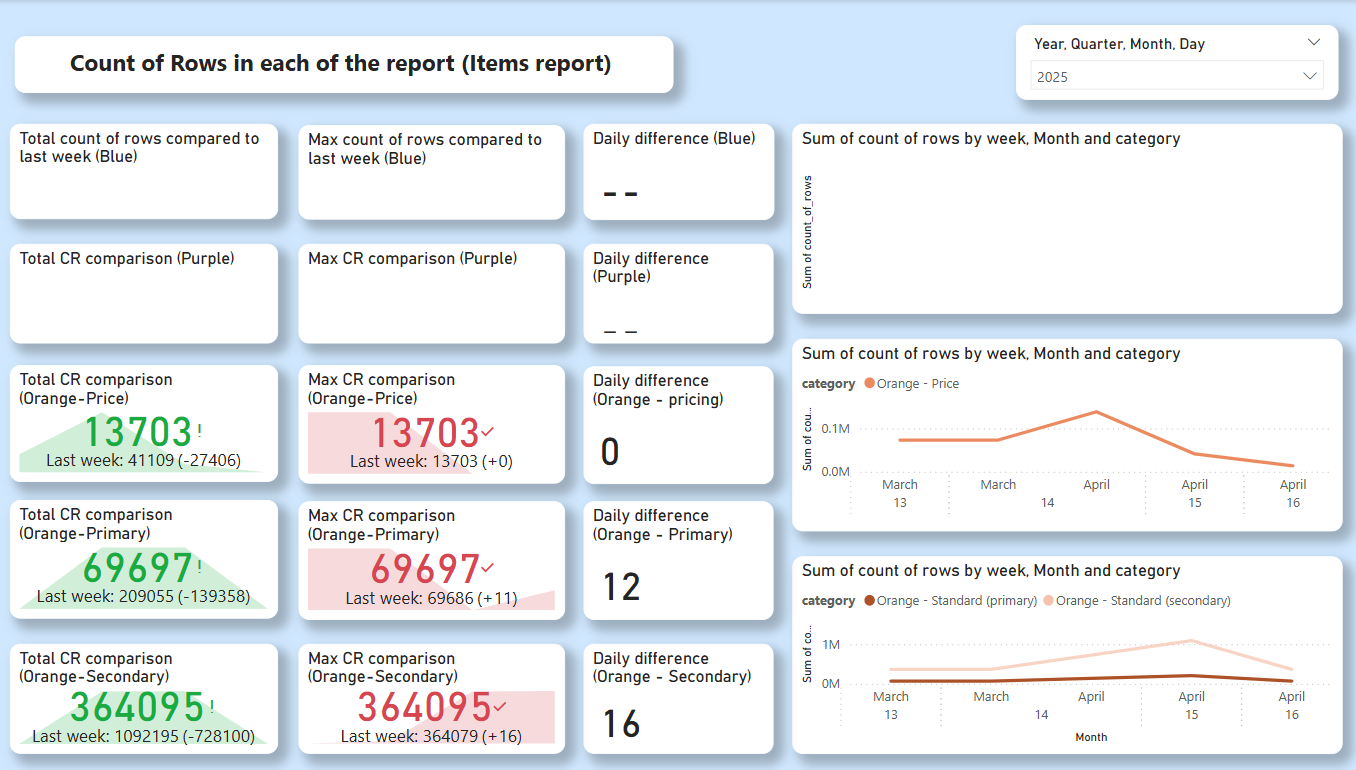 Count of Rows in each of the report (Items report)
Year, Quarter, Month, Day
2025
Total count of rows compared to
last week (Blue)
Max count of rows compared to
last week (Blue)
Daily difference (Blue)
--
Sum of count of rows by week, Month and category
Sum of count_of_rows
Total CR comparison (Purple)
Max CR comparison (Purple)
Daily difference
(Purple)
--
Total CR comparison
(Orange-Price)
13703!
Last week: 41109 (-27406)
Max CR comparison
(Orange-Price)
13703✓
Last week: 13703 (+0)
Daily difference
(Orange - pricing)
0
Sum of count of rows by week, Month and category
category Orange - Price
Sum of cou...
0.1M
0.0M
March March April April April
13 14 15 16
Total CR comparison
(Orange-Primary)
69697!
Last week: 209055 (-139358)
Max CR comparison
(Orange-Primary)
69697✓
Last week: 69686 (+11)
Daily difference
(Orange - Primary)
12
Sum of count of rows by week, Month and category
category Orange - Standard (primary) Orange - Standard (secondary)
Sum of co...
1M
0M
March March April April April
13 14 15 16
Month
Total CR comparison
(Orange-Secondary)
364095!
Last week: 1092195 (-728100)
Max CR comparison
(Orange-Secondary)
364095✓
Last week: 364079 (+16)
Daily difference
(Orange - Secondary)
16